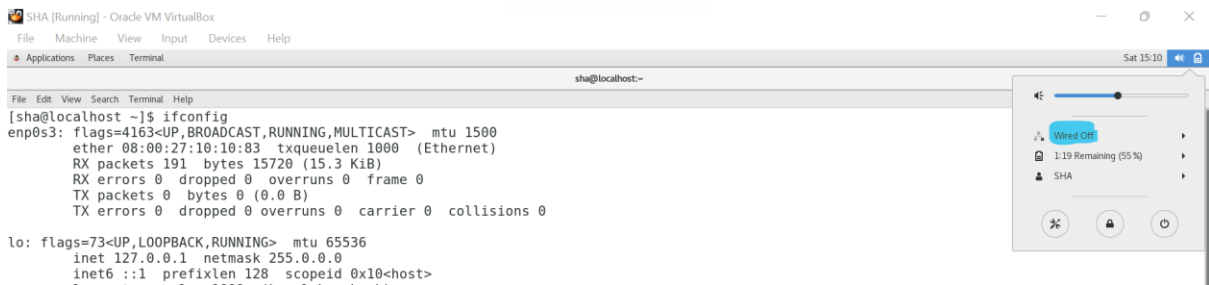 SHA [Running] - Oracle VM VirtualBox
File Machine View Input Devices Help
Applications Places Terminal Sat 15:10
sha@localhost:~
File Edit View Search Terminal Help
[sha@localhost ~]$ ifconfig
enp0s3: flags=4163<UP,BROADCAST,RUNNING,MULTICAST> mtu 1500
ether 08:00:27:10:10:83 txqueuelen 1000 (Ethernet)
RX packets 191 bytes 15720 (15.3 KiB)
RX errors 0 dropped 0 overruns 0 frame 0
TX packets 0 bytes 0 (0.0 B)
TX errors 0 dropped 0 overruns 0 carrier 0 collisions 0
lo: flags=73<UP,LOOPBACK,RUNNING> mtu 65536
inet 127.0.0.1 netmask 255.0.0.0
inet6 ::1 prefixlen 128 scopeid 0x10<host>
Wired Off
1:19 Remaining (55 %)
SHA